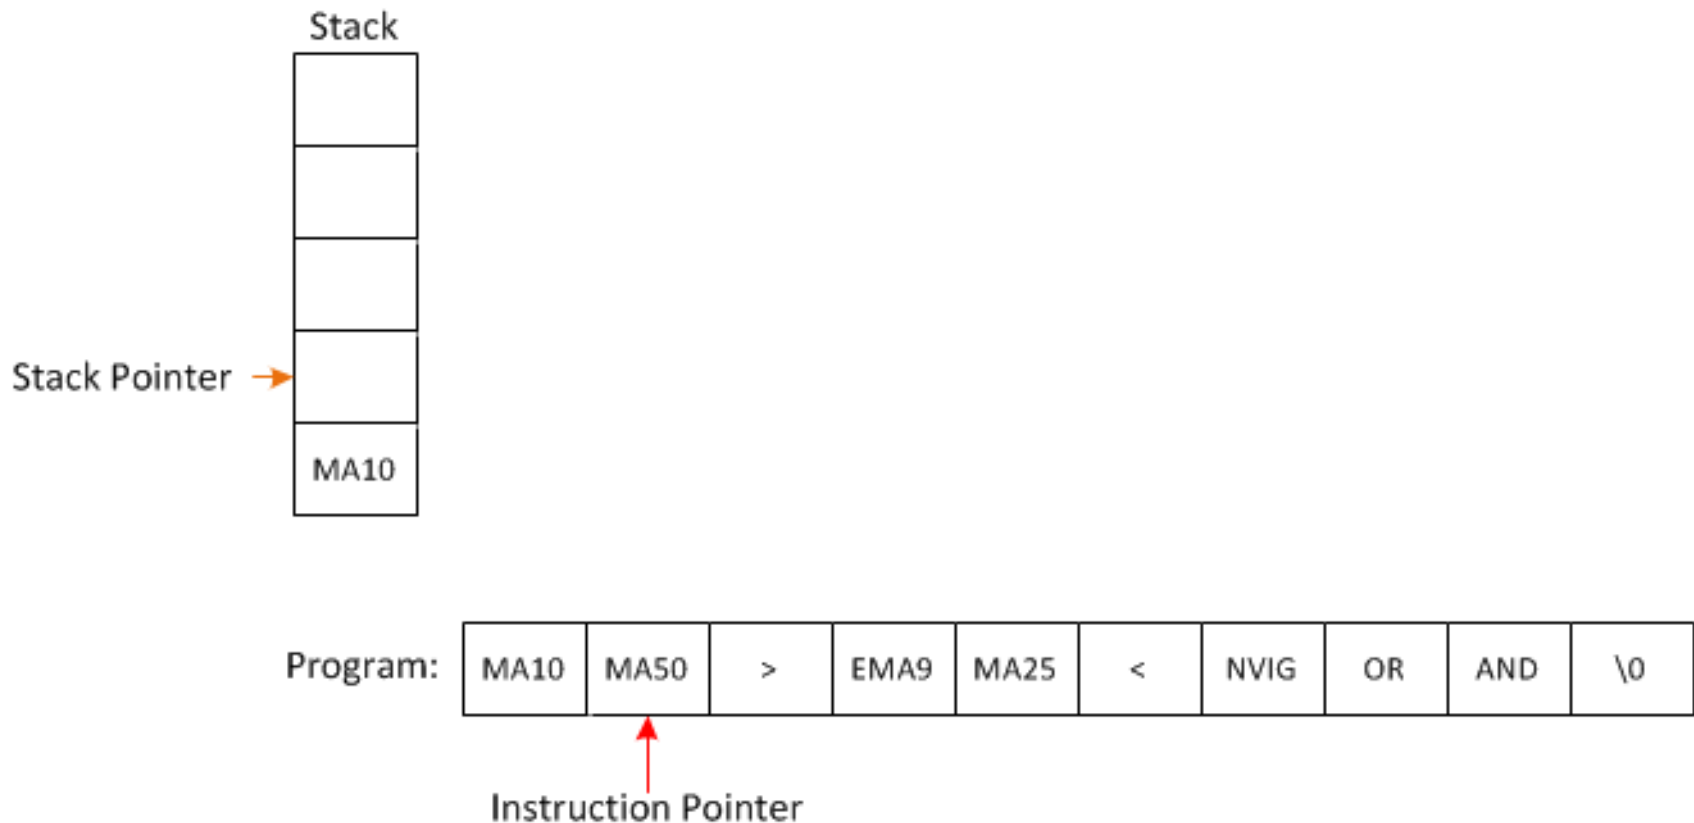 Stack
Stack Pointer
MA10
Program: MA10 MA50 > EMA9 MA25 < NVIG OR AND \0
Instruction Pointer